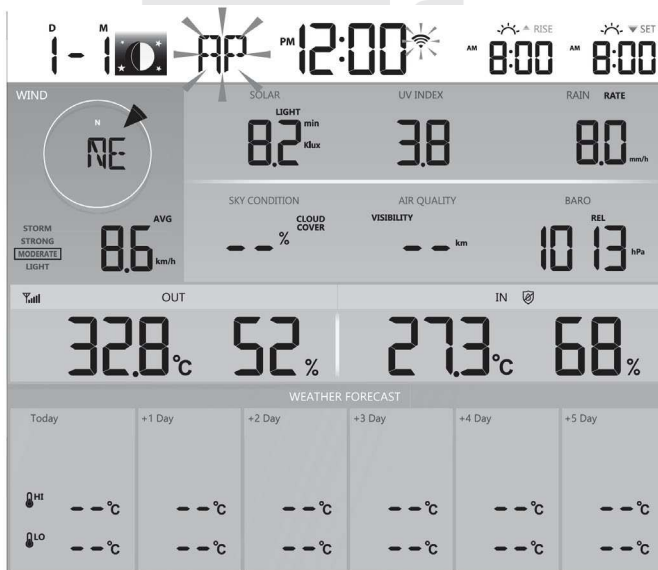 D M RISE SET
1-1 AP PM 12:00 AM 8:00 AM 8:00
WIND SOLAR UV INDEX RAIN RATE
N LIGHT min
NE 8.2 Klux 3.8 8.0 mm/h
SKY CONDITION AIR QUALITY BARO
AVG CLOUD COVER VISIBILITY REL
STORM
STRONG
MODERATE
LIGHT
8.6 km/h -- % -- km 1013 hPa
OUT IN
32.8 °C 52 % 27.3 °C 68 %
WEATHER FORECAST
Today +1 Day +2 Day +3 Day +4 Day +5 Day
HI -- °C -- °C -- °C -- °C -- °C -- °C
LO -- °C -- °C -- °C -- °C -- °C -- °C